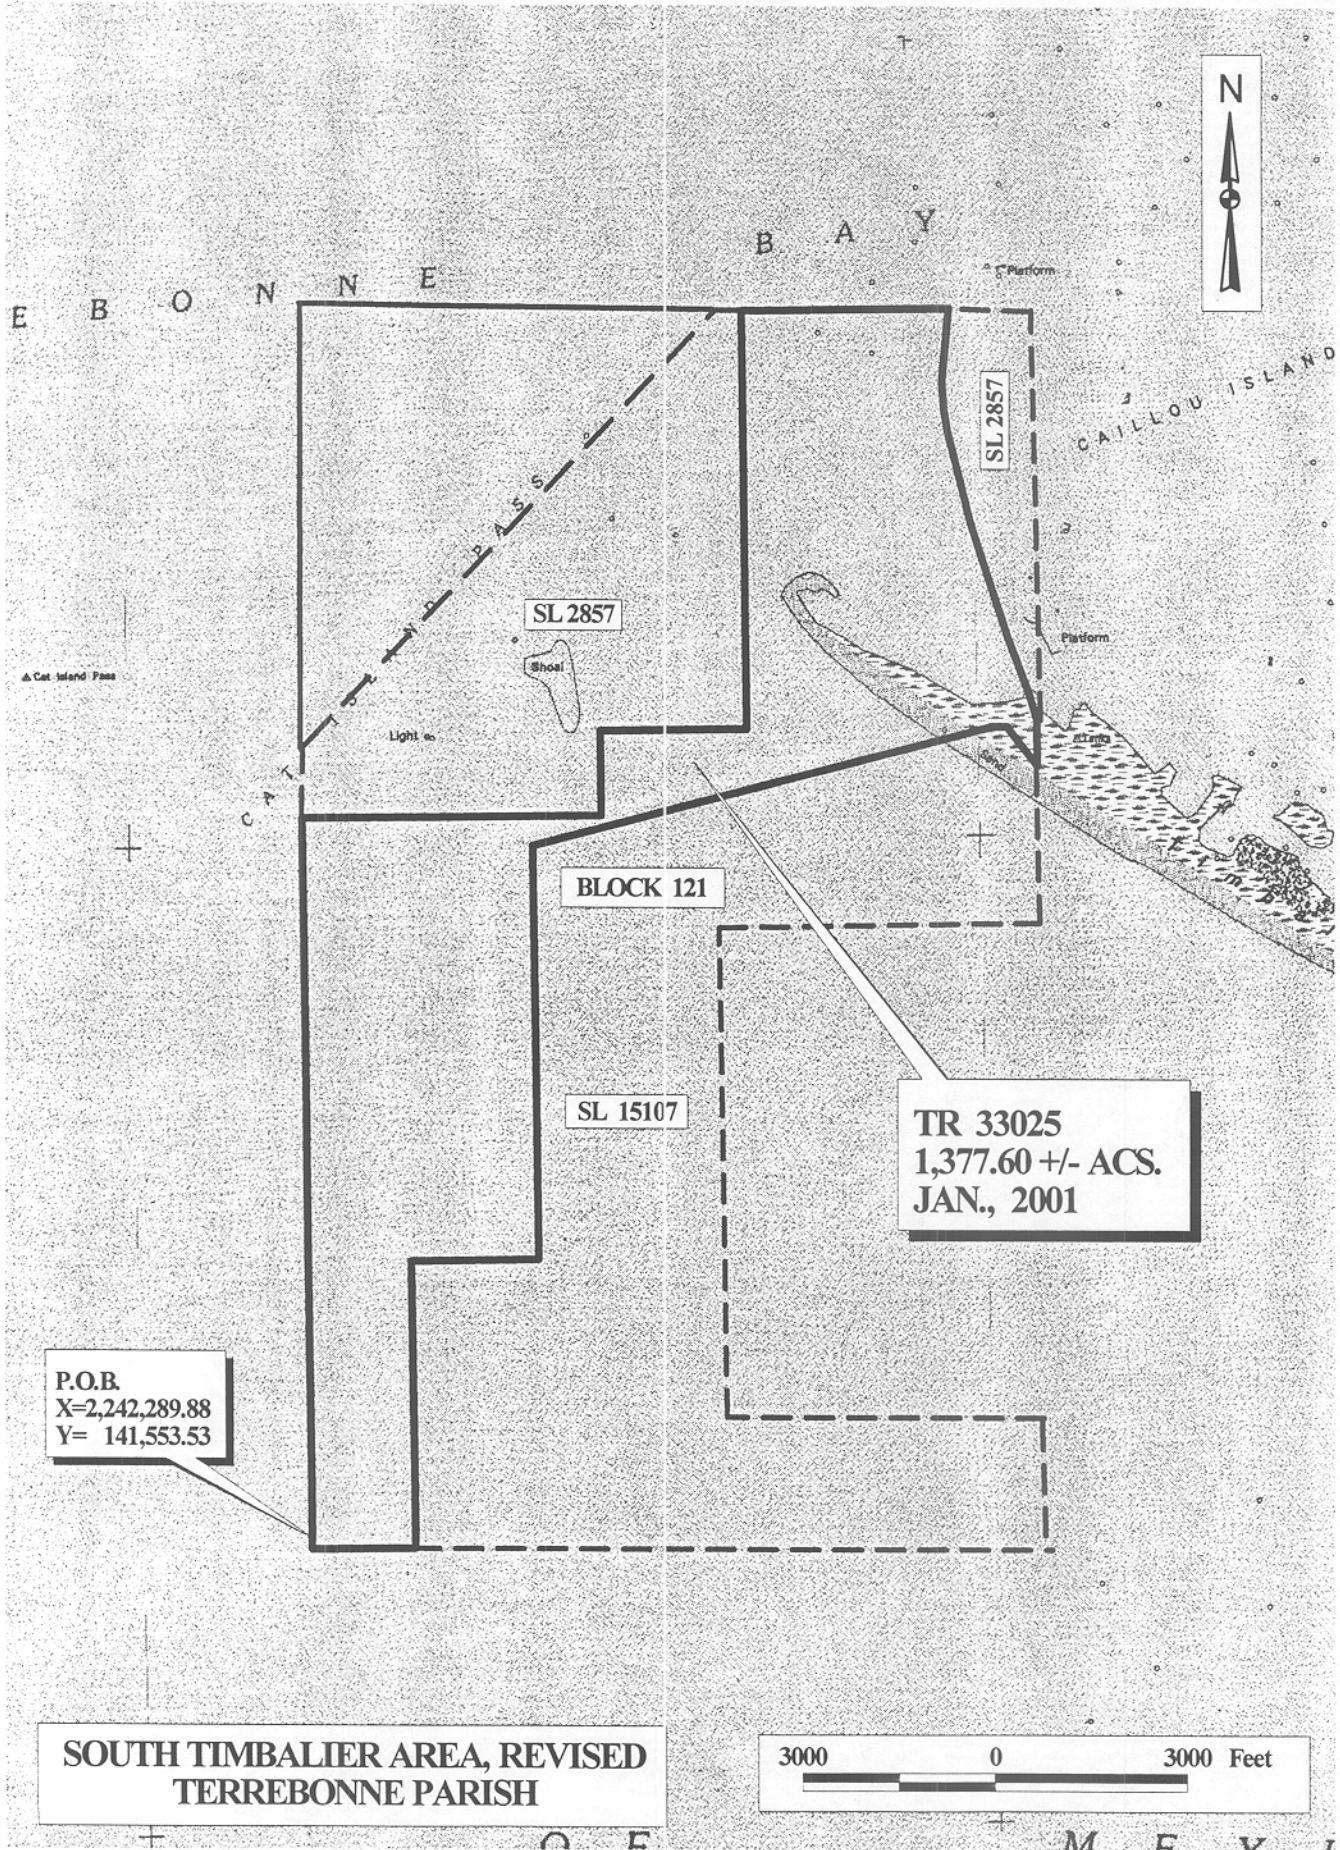 N
B A Y
E B O N N E
Platform
CAILLOU ISLAND
SL 2857
PASS
SL 2857
Shoal
Platform
Cat Island Pass
Light
CAT
Sand
BLOCK 121
SL 15107
TR 33025
1,377.60 +/- ACS.
JAN., 2001
P.O.B.
X=2,242,289.88
Y= 141,553.53
SOUTH TIMBALIER AREA, REVISED
TERREBONNE PARISH
3000 0 3000 Feet
O F
M E X I